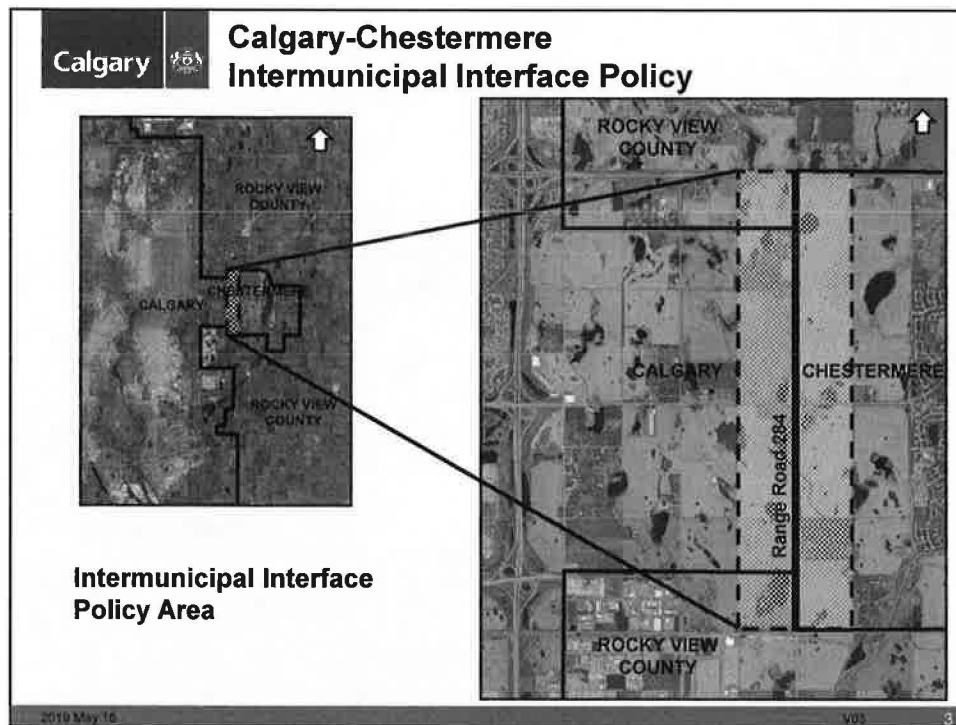 Calgary
Calgary-Chestermere
Intermunicipal Interface Policy
ROCKY VIEW
COUNTY
CHESTERMERE
CALGARY
ROCKY VIEW
COUNTY
ROCKY VIEW
COUNTY
CALGARY
CHESTERMERE
Range Road 284
ROCKY VIEW
COUNTY
Intermunicipal Interface
Policy Area
2019 May 16
V03
3